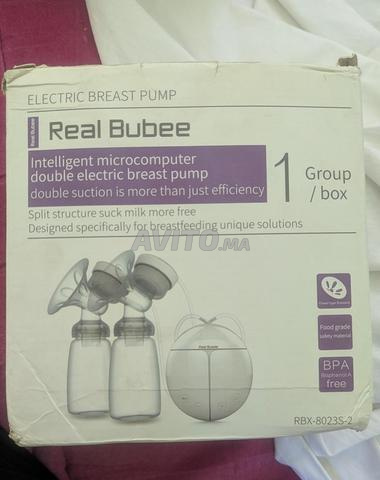 ELECTRIC BREAST PUMP
Real Bubee
Real Bubee
Intelligent microcomputer
double electric breast pump
double suction is more than just efficiency
1 Group
/ box
Split structure suck milk more free
Designed specifically for breastfeeding unique solutions
AVITO.MA
Real Bubee
Food grade
safety material
BPA
Bisphenol A
free
RBX-8023S-2